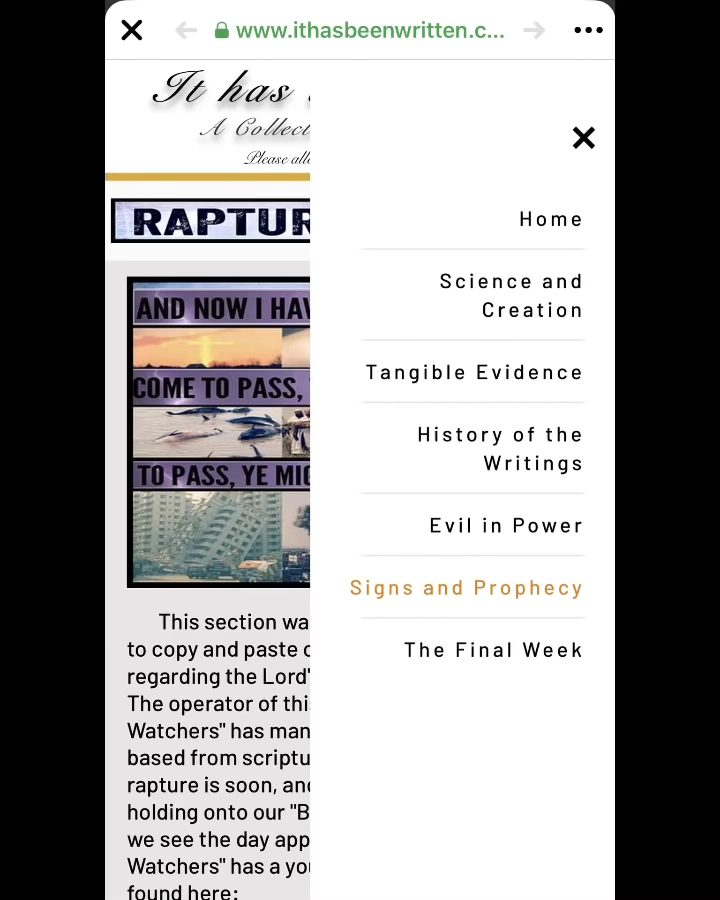 www.ithasbeenwritten.c...
It has
A Collect
Please all
RAPTUR
AND NOW I HAV
COME TO PASS,
TO PASS, YE MIG
This section wa
to copy and paste
regarding the Lord'
The operator of thi
Watchers" has man
based from scriptu
rapture is soon, and
holding onto our "B
we see the day app
Watchers" has a you
found here:
Home
Science and
Creation
Tangible Evidence
History of the
Writings
Evil in Power
Signs and Prophecy
The Final Week